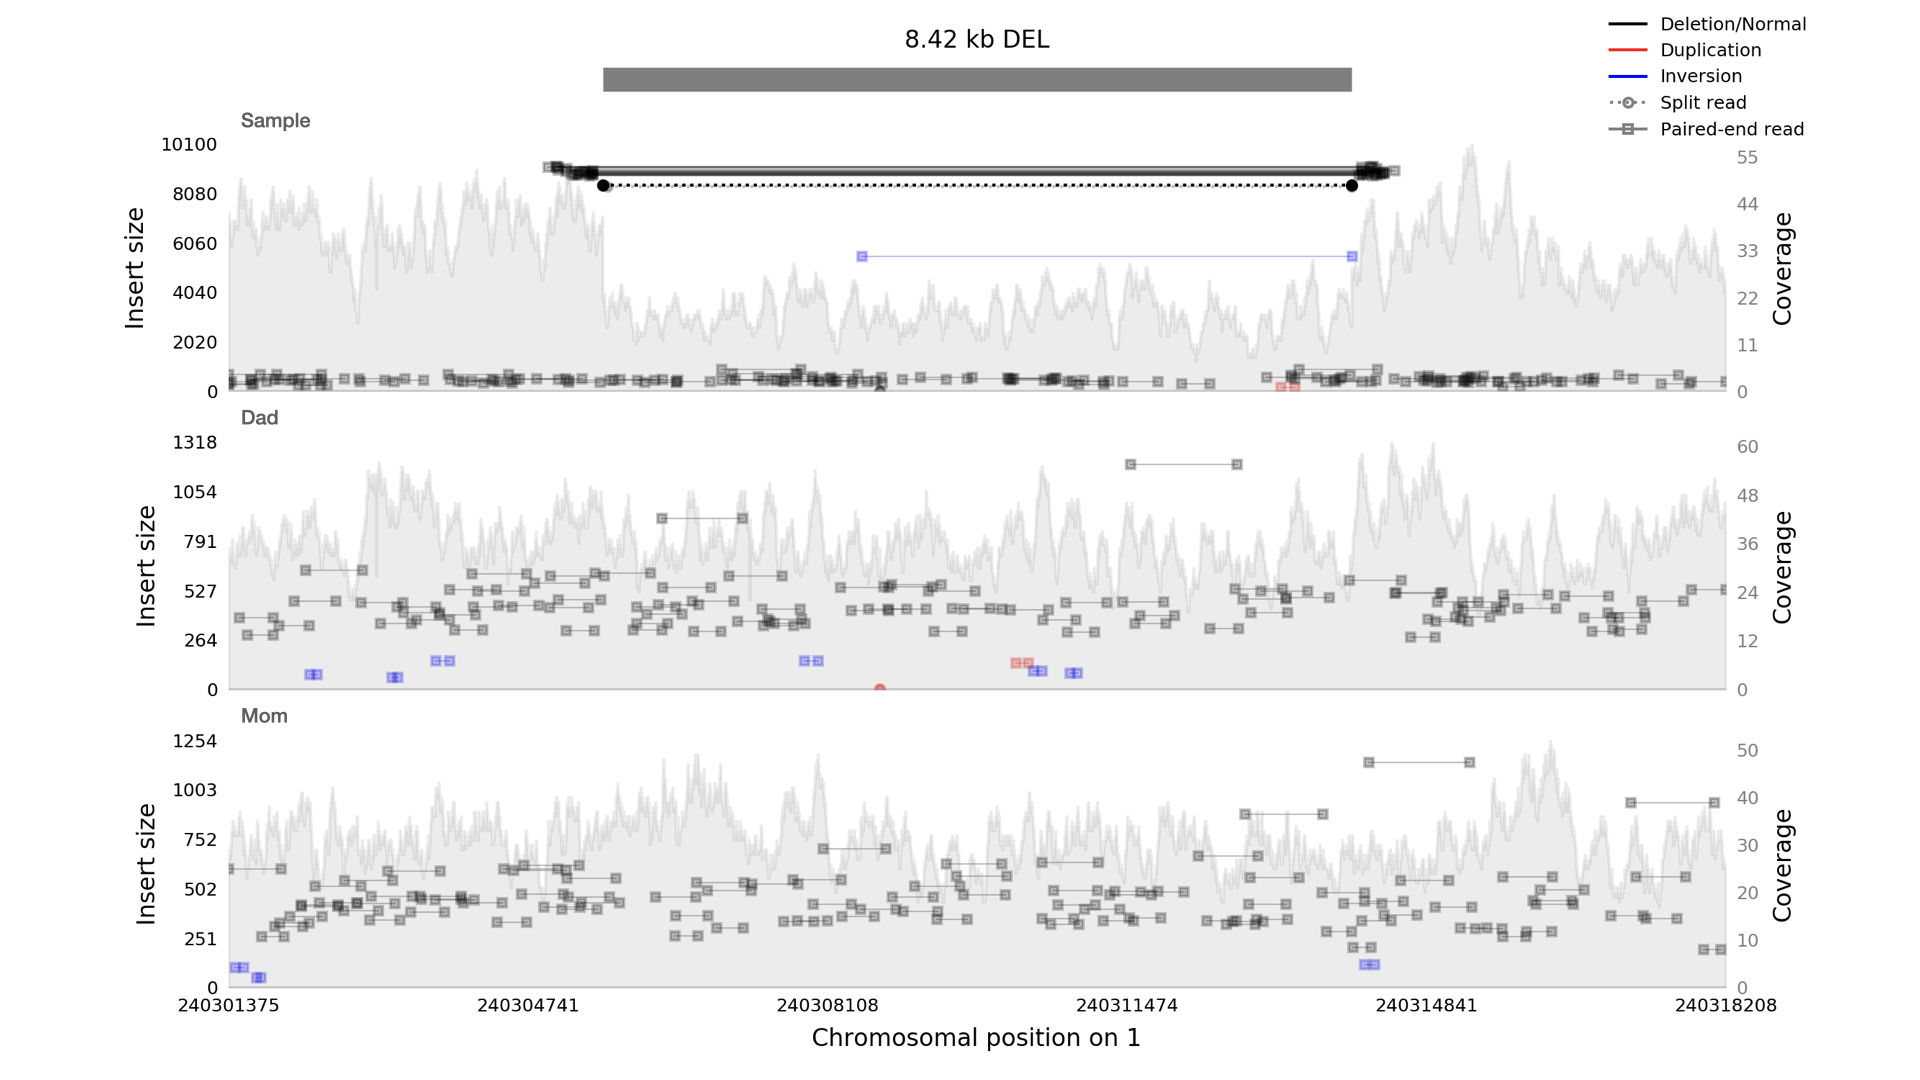 8.42 kb DEL
Deletion/Normal
Duplication
Inversion
Split read
Paired-end read
Sample
10100
8080
6060
4040
2020
0
Insert size
55
44
33
22
11
0
Coverage
Dad
1318
1054
791
527
264
0
Insert size
60
48
36
24
12
0
Coverage
Mom
1254
1003
752
502
251
0
Insert size
50
40
30
20
10
0
Coverage
240301375 240304741 240308108 240311474 240314841 240318208
Chromosomal position on 1